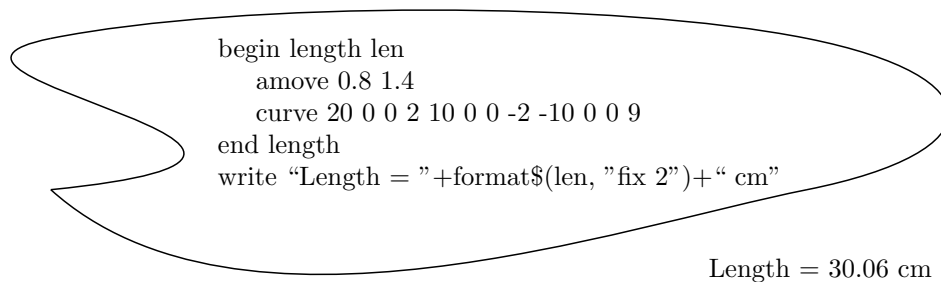 begin length len
amove 0.8 1.4
curve 20 0 0 2 10 0 0 -2 -10 0 0 9
end length
write “Length = ”+format$(len, ”fix 2”)+“ cm”
Length = 30.06 cm